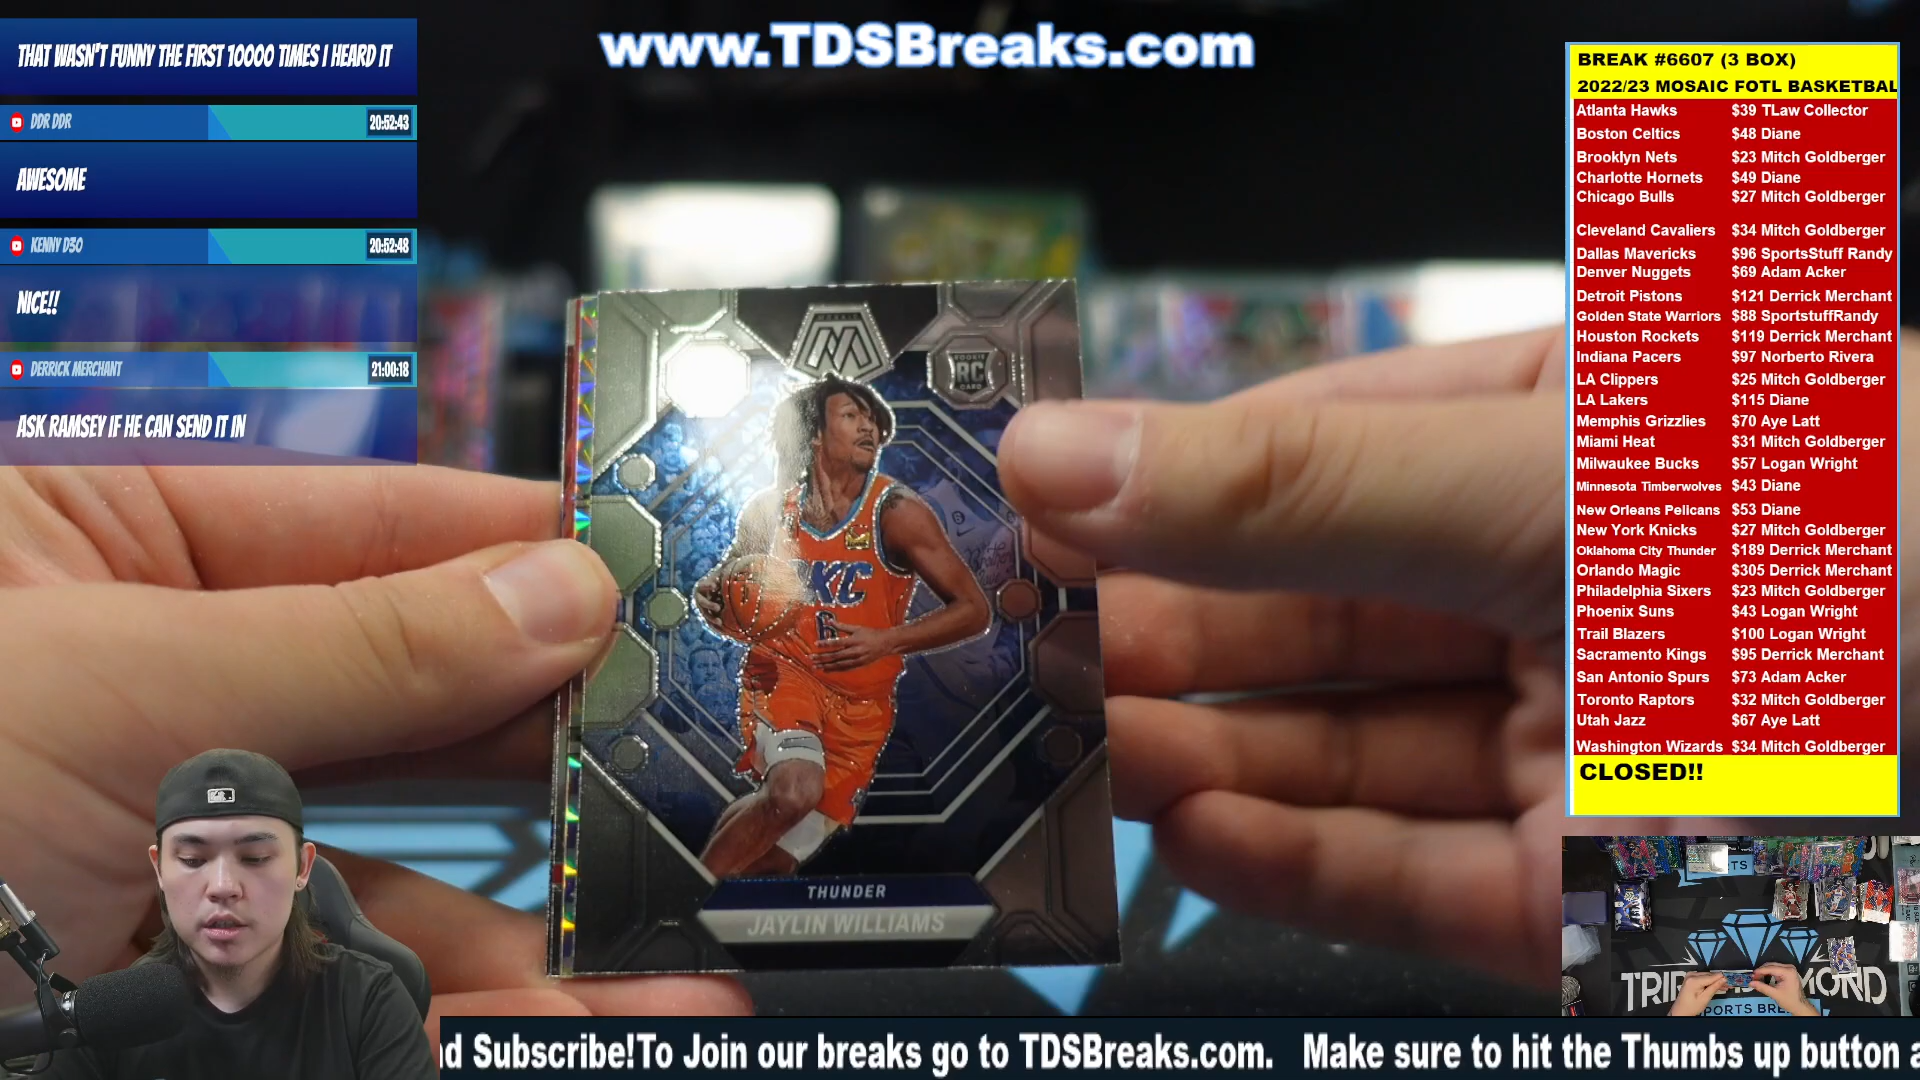 THAT WASN'T FUNNY THE FIRST 10000 TIMES I HEARD IT
DDR DDR 20:52:43
AWESOME
KENNY D30 20:52:48
NICE!!
DERRICK MERCHANT 21:00:18
ASK RAMSEY IF HE CAN SEND IT IN
www.TDSBreaks.com
MOSAIC
ROOKIE
RC
CARD
KC
6
THUNDER
JAYLIN WILLIAMS
BREAK #6607 (3 BOX)
2022/23 MOSAIC FOTL BASKETBAL
Atlanta Hawks $39 TLaw Collector
Boston Celtics $48 Diane
Brooklyn Nets $23 Mitch Goldberger
Charlotte Hornets $49 Diane
Chicago Bulls $27 Mitch Goldberger
Cleveland Cavaliers $34 Mitch Goldberger
Dallas Mavericks $96 SportsStuff Randy
Denver Nuggets $69 Adam Acker
Detroit Pistons $121 Derrick Merchant
Golden State Warriors $88 SportstuffRandy
Houston Rockets $119 Derrick Merchant
Indiana Pacers $97 Norberto Rivera
LA Clippers $25 Mitch Goldberger
LA Lakers $115 Diane
Memphis Grizzlies $70 Aye Latt
Miami Heat $31 Mitch Goldberger
Milwaukee Bucks $57 Logan Wright
Minnesota Timberwolves $43 Diane
New Orleans Pelicans $53 Diane
New York Knicks $27 Mitch Goldberger
Oklahoma City Thunder $189 Derrick Merchant
Orlando Magic $305 Derrick Merchant
Philadelphia Sixers $23 Mitch Goldberger
Phoenix Suns $43 Logan Wright
Trail Blazers $100 Logan Wright
Sacramento Kings $95 Derrick Merchant
San Antonio Spurs $73 Adam Acker
Toronto Raptors $32 Mitch Goldberger
Utah Jazz $67 Aye Latt
Washington Wizards $34 Mitch Goldberger
CLOSED!!
TRIB MOND
SPORTS BRE
nd Subscribe!To Join our breaks go to TDSBreaks.com. Make sure to hit the Thumbs up button a